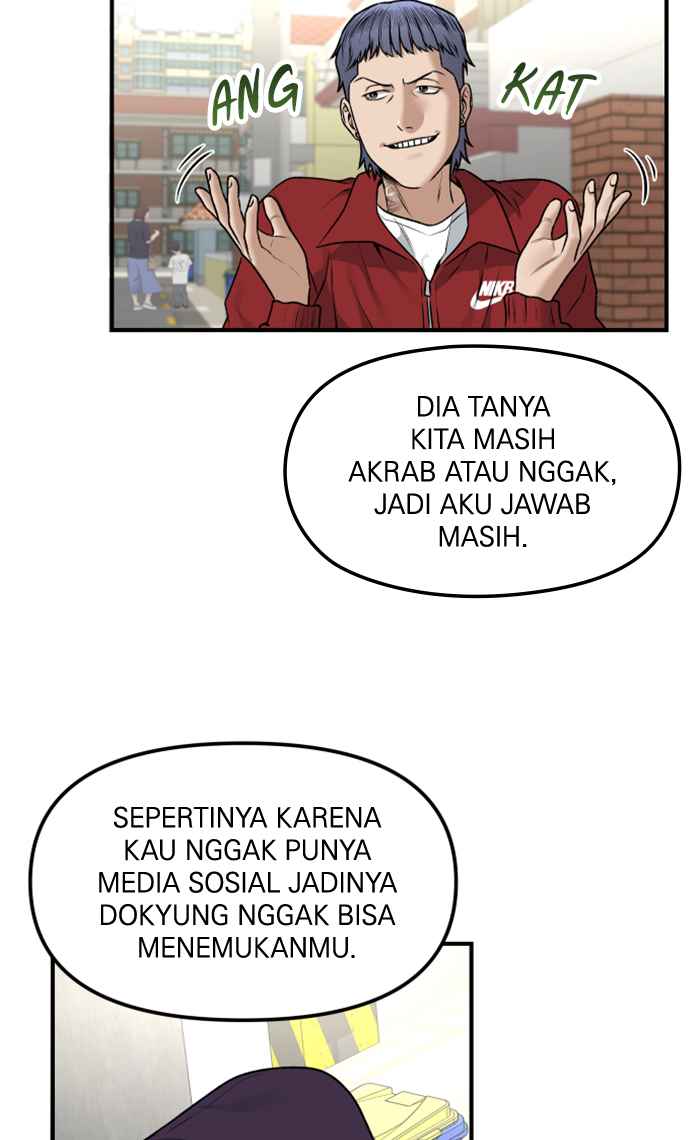 ANG KAT
NIKR
DIA TANYA
KITA MASIH
AKRAB ATAU NGGAK,
JADI AKU JAWAB
MASIH.
SEPERTINYA KARENA
KAU NGGAK PUNYA
MEDIA SOSIAL JADINYA
DOKYUNG NGGAK BISA
MENEMUKANMU.